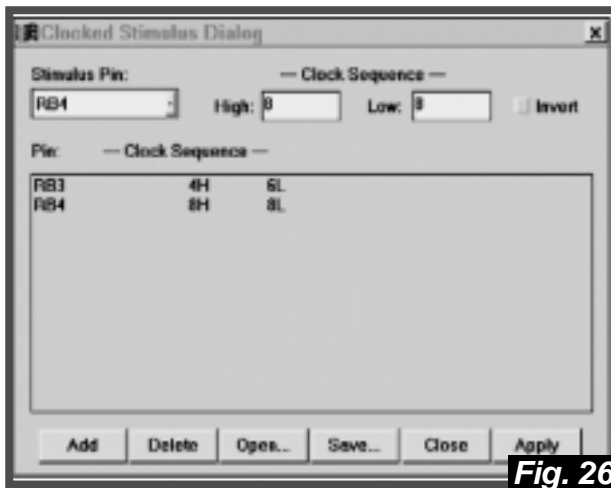 Clocked Stimulus Dialog
Stimulus Pin: — Clock Sequence —
RB4 High: 8 Low: 8 Invert
Pin: — Clock Sequence —
RB3 4H 6L
RB4 8H 8L
Add Delete Open... Save... Close Apply
Fig. 26